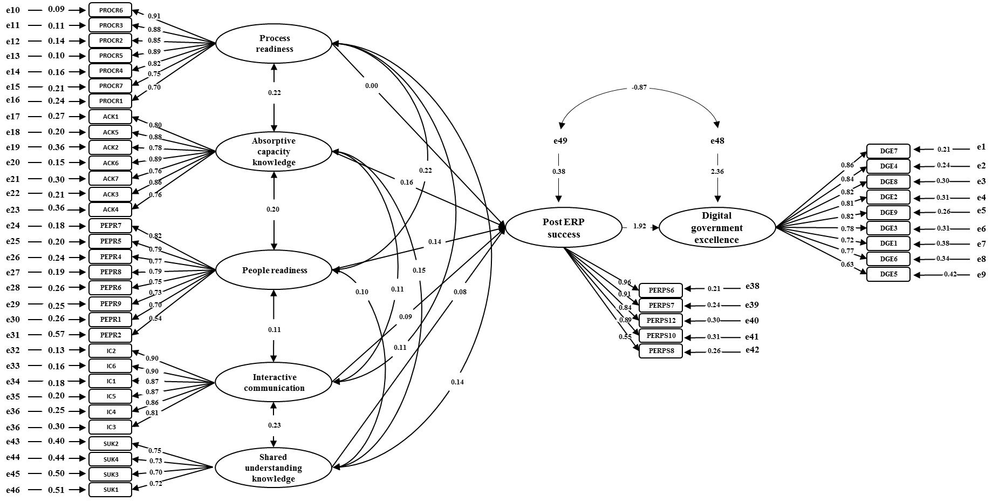 e10 0.09 PROCR6
0.91
e11 0.11 PROCR3
0.88
e12 0.14 PROCR2
0.85
e13 0.10 PROCR5
0.89
e14 0.16 PROCR4
0.82
e15 0.21 PROCR7
0.75
e16 0.24 PROCR1
0.70
e17 0.27 ACK1
0.80
e18 0.20 ACK5
0.88
e19 0.36 ACK2
0.78
e20 0.15 ACK6
0.89
e21 0.30 ACK7
0.76
e22 0.21 ACK3
0.86
e23 0.36 ACK4
0.76
e24 0.18 PEPR7
0.82
e25 0.20 PEPR5
0.79
e26 0.24 PEPR4
0.77
e27 0.19 PEPR8
0.79
e28 0.26 PEPR6
0.75
e29 0.25 PEPR9
0.73
e30 0.26 PEPR1
0.70
e31 0.57 PEPR2
0.54
e32 0.13 IC2
0.90
e33 0.16 IC6
0.90
e34 0.18 IC1
0.87
e35 0.20 IC5
0.87
e36 0.25 IC4
0.86
e36 0.30 IC3
0.81
e43 0.40 SUK2
0.75
e44 0.44 SUK4
0.73
e45 0.50 SUK3
0.70
e46 0.51 SUK1
0.72
Process
readiness
0.22
Absorptive
capacity
knowledge
0.20
People readiness
0.11
Interactive
communication
0.23
Shared
understanding
knowledge
0.00
0.22
0.16
0.14
0.15
0.10
0.11
0.08
0.09
0.11
0.14
-0.87
e49
e48
0.38
2.36
Post ERP
success
1.92
Digital
government
excellence
0.96
PERPS6 0.21 e38
0.91
PERPS7 0.24 e39
0.84
PERPS12 0.30 e40
0.89
PERPS10 0.31 e41
0.55
PERPS8 0.26 e42
0.86
DGE7 0.21 e1
0.84
DGE4 0.24 e2
0.82
DGE8 0.30 e3
0.81
DGE2 0.31 e4
0.82
DGE9 0.26 e5
0.78
DGE3 0.31 e6
0.72
DGE1 0.38 e7
0.77
DGE6 0.34 e8
0.63
DGE5 0.42 e9